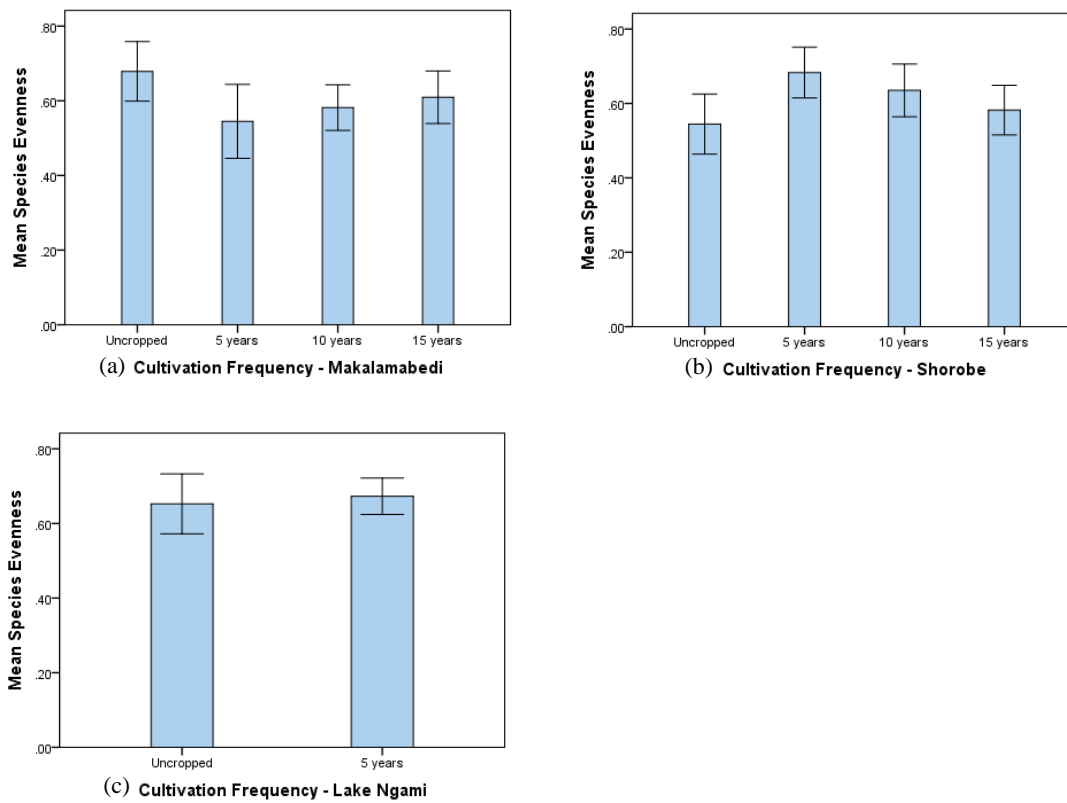 .80
.60
.40
.20
.00
Mean Species Evenness
Uncropped 5 years 10 years 15 years
(a) Cultivation Frequency - Makalamabedi
.80
.60
.40
.20
.00
Mean Species Evenness
Uncropped 5 years 10 years 15 years
(b) Cultivation Frequency - Shorobe
.80
.60
.40
.20
.00
Mean Species Evenness
Uncropped 5 years
(c) Cultivation Frequency - Lake Ngami